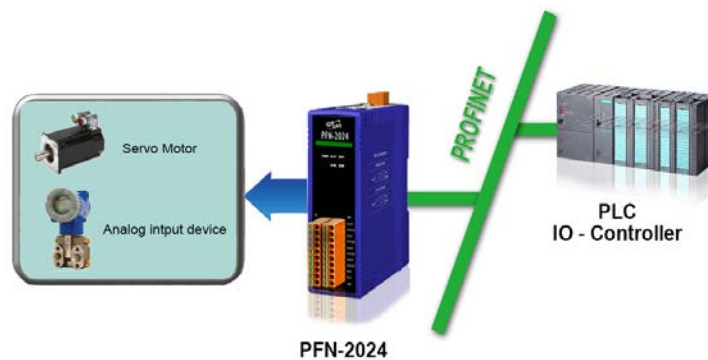 Servo Motor
Analog intput device
PFN-2024
PFN-2024
PROFINET
PLC
IO - Controller